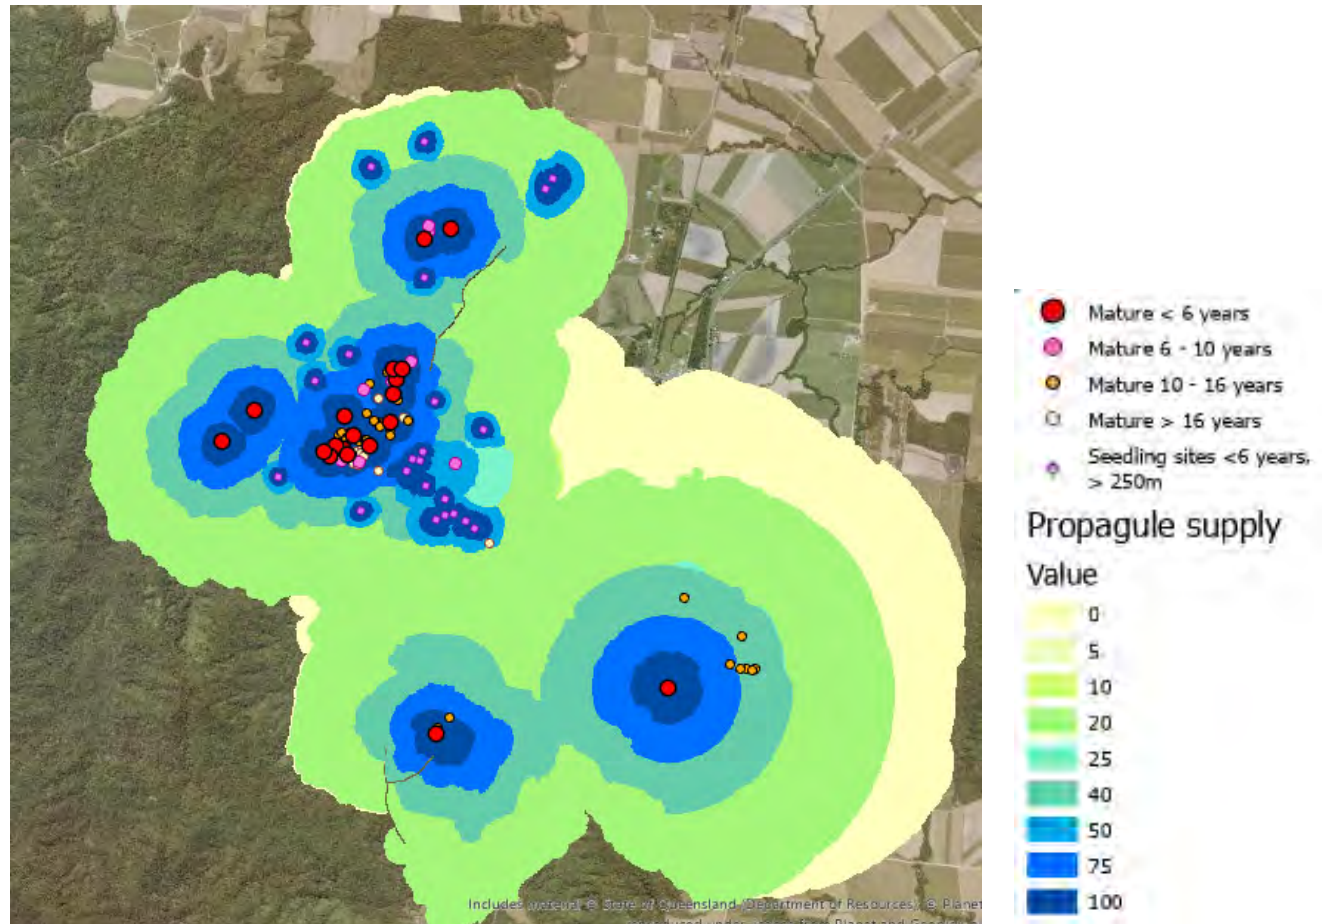 Mature < 6 years
Mature 6 - 10 years
Mature 10 - 16 years
Mature > 16 years
Seedling sites <6 years,
> 250m
Propagule supply
Value
0
5
10
20
25
40
50
75
100
Includes material © State of Queensland (Department of Resources), © Planet